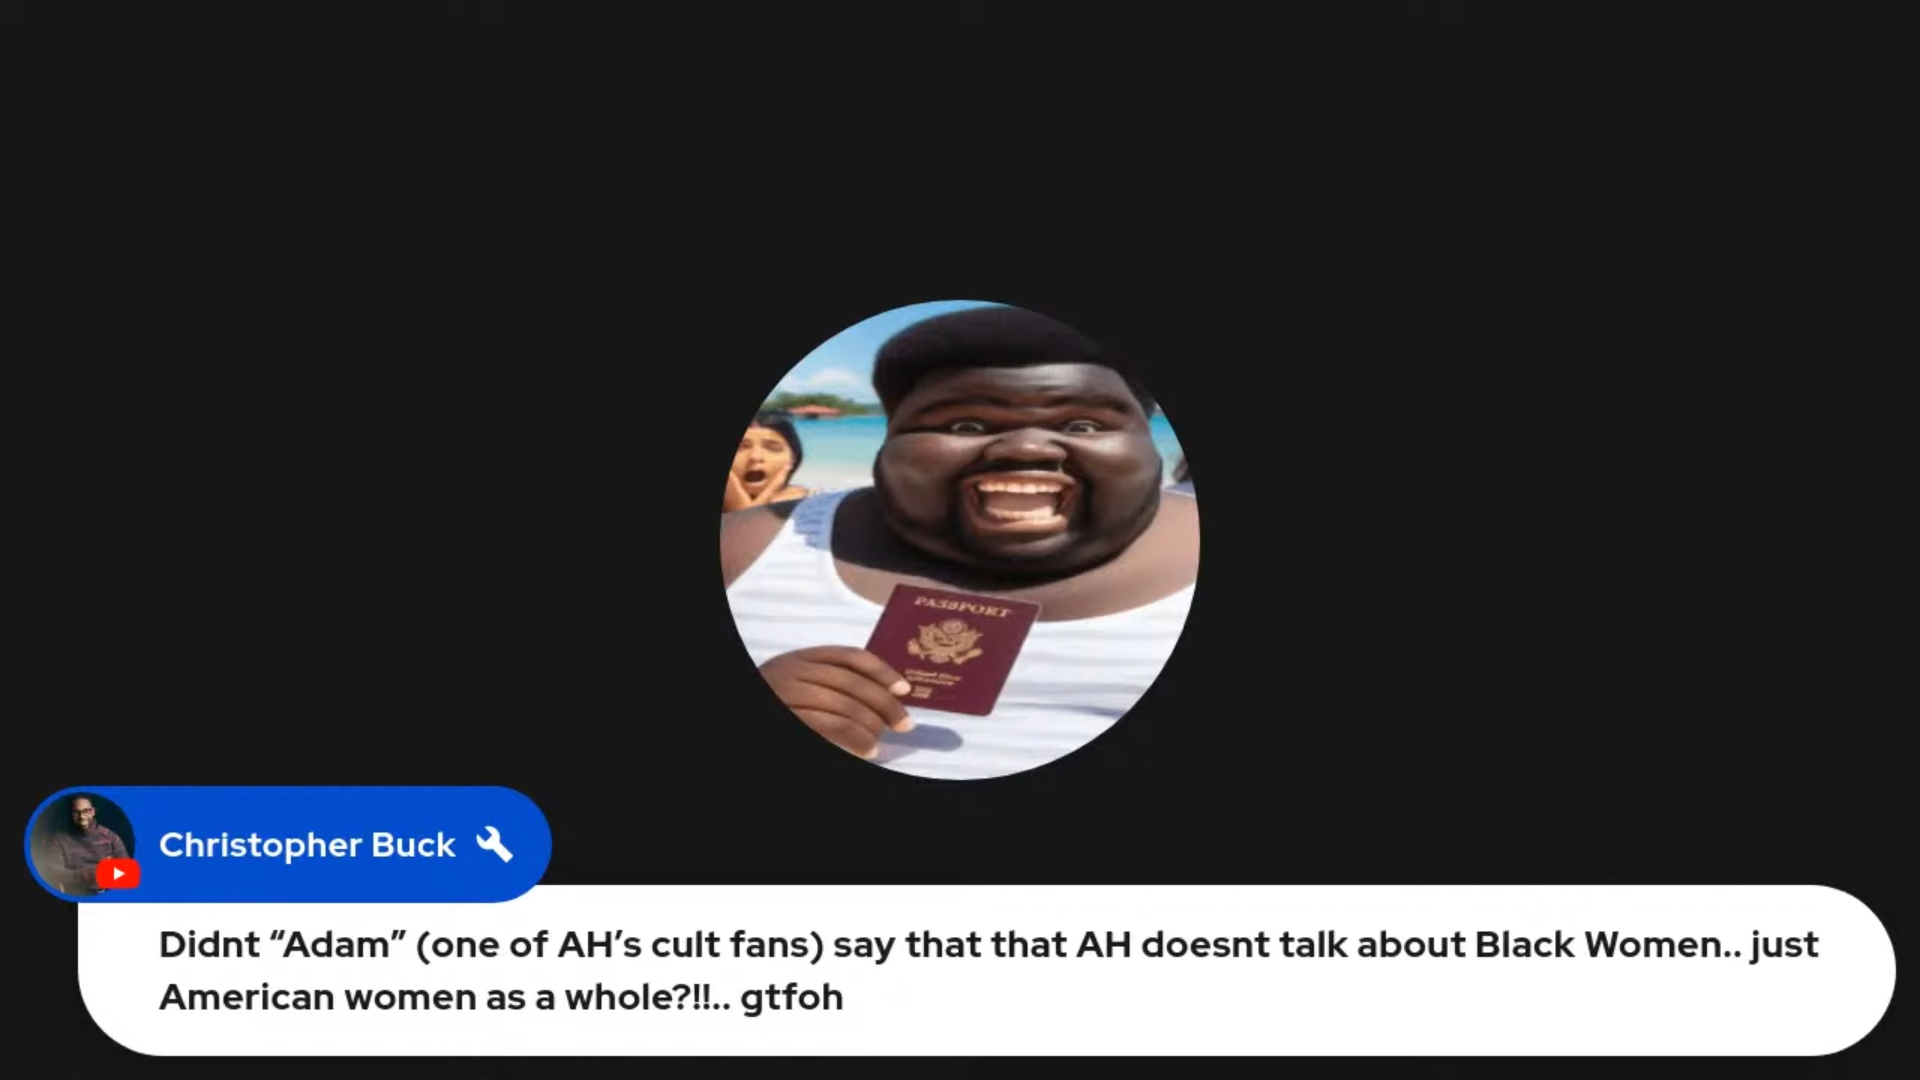 PASSPORT
Christopher Buck
Didnt “Adam” (one of AH’s cult fans) say that that AH doesnt talk about Black Women.. just
American women as a whole?!!.. gtfoh